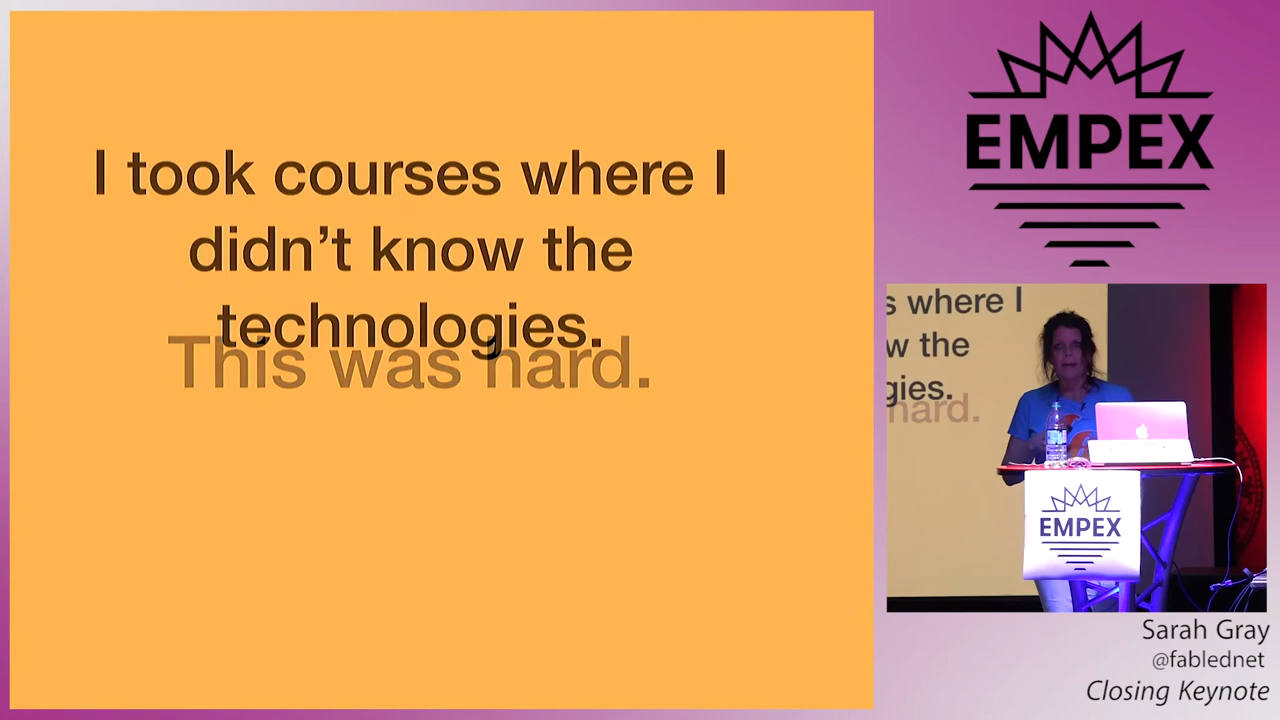 I took courses where I
didn’t know the
technologies.
This was hard.
EMPEX
s where I
w the
gies.
hard.
EMPEX
Sarah Gray
@fablednet
Closing Keynote